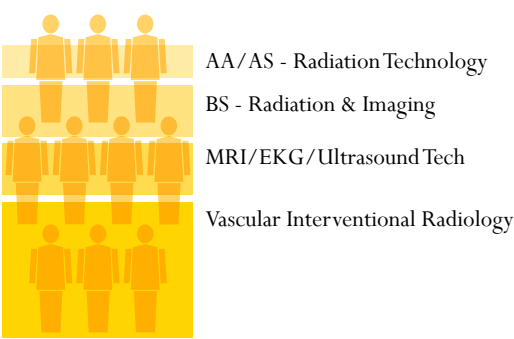 AA/AS - Radiation Technology
BS - Radiation & Imaging
MRI/EKG/Ultrasound Tech
Vascular Interventional Radiology